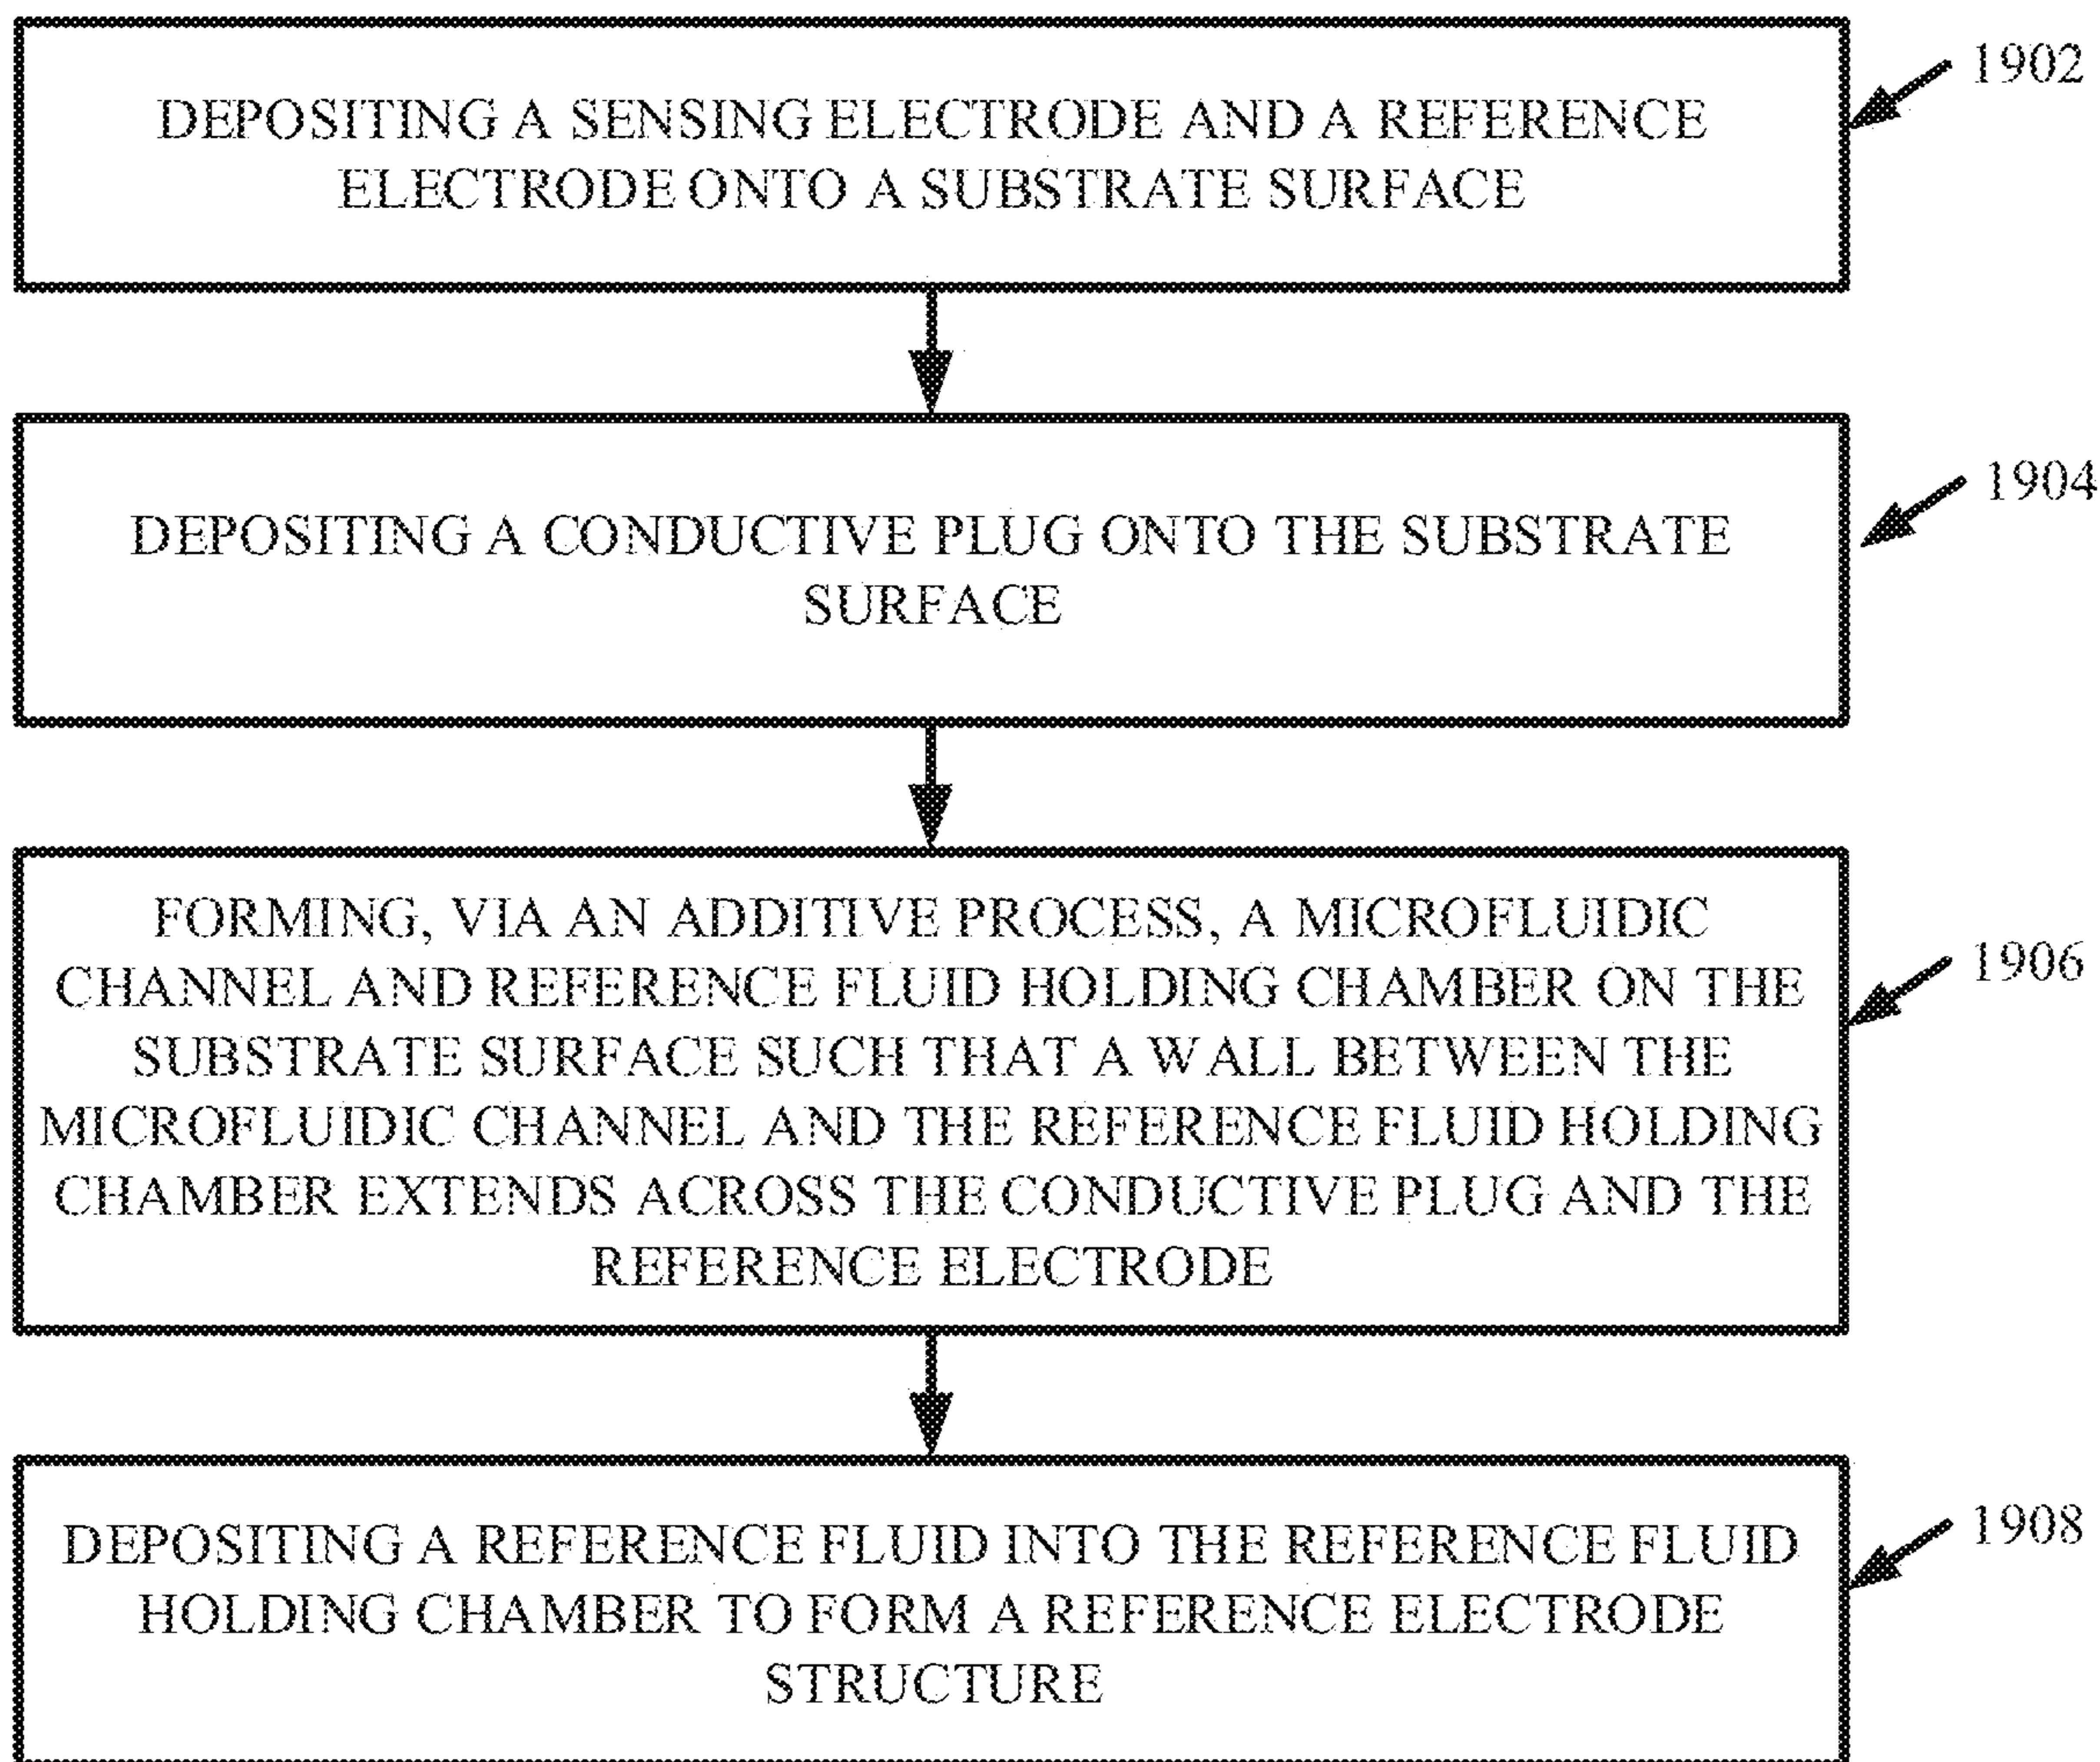 DEPOSITING A SENSING ELECTRODE AND A REFERENCE
ELECTRODE ONTO A SUBSTRATE SURFACE
1902
DEPOSITING A CONDUCTIVE PLUG ONTO THE SUBSTRATE
SURFACE
1904
FORMING, VIA AN ADDITIVE PROCESS, A MICROFLUIDIC
CHANNEL AND REFERENCE FLUID HOLDING CHAMBER ON THE
SUBSTRATE SURFACE SUCH THAT A WALL BETWEEN THE
MICROFLUIDIC CHANNEL AND THE REFERENCE FLUID HOLDING
CHAMBER EXTENDS ACROSS THE CONDUCTIVE PLUG AND THE
REFERENCE ELECTRODE
1906
DEPOSITING A REFERENCE FLUID INTO THE REFERENCE FLUID
HOLDING CHAMBER TO FORM A REFERENCE ELECTRODE
STRUCTURE
1908